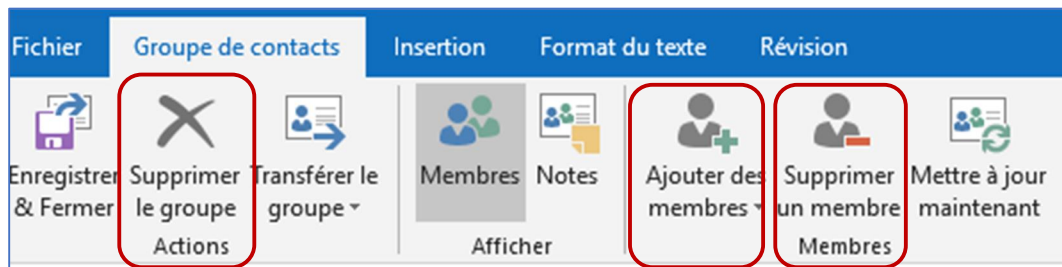 Fichier Groupe de contacts Insertion Format du texte Révision
Enregistrer Supprimer Transférer le Membres Notes Ajouter des Supprimer Mettre à jour
& Fermer le groupe groupe membres un membre maintenant
Actions Afficher Membres